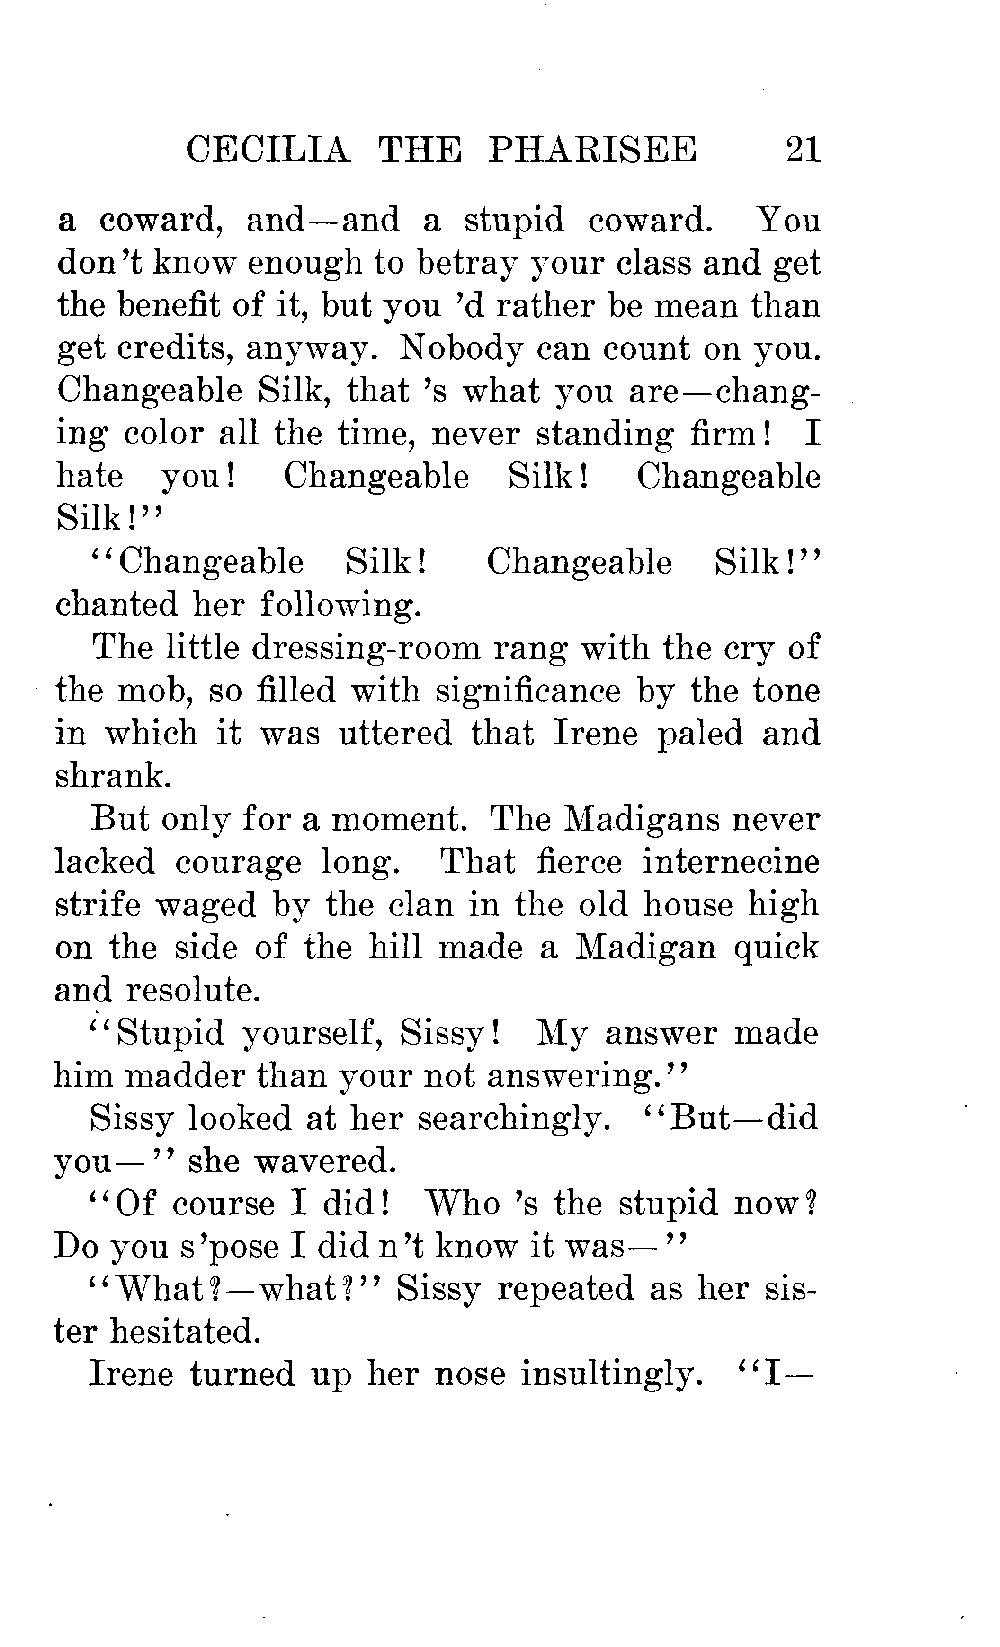 CECILIA THE PHARISEE 21
a coward, and—and a stupid coward. You
don't know enough to betray your class and get
the benefit of it, but you 'd rather be mean than
get credits, anyway. Nobody can count on you.
Changeable Silk, that 's what you are—chang-
ing color all the time, never standing firm! I
hate you! Changeable Silk! Changeable
Silk!"
"Changeable Silk! Changeable Silk!"
chanted her following.
The little dressing-room rang with the cry of
the mob, so filled with significance by the tone
in which it was uttered that Irene paled and
shrank.
But only for a moment. The Madigans never
lacked courage long. That fierce internecine
strife waged by the clan in the old house high
on the side of the hill made a Madigan quick
and resolute.
"Stupid yourself, Sissy! My answer made
him madder than your not answering."
Sissy looked at her searchingly. "But—did
you—" she wavered.
"Of course I did! Who 's the stupid now?
Do you s'pose I did n't know it was—"
"What?—what?" Sissy repeated as her sis-
ter hesitated.
Irene turned up her nose insultingly. "I—